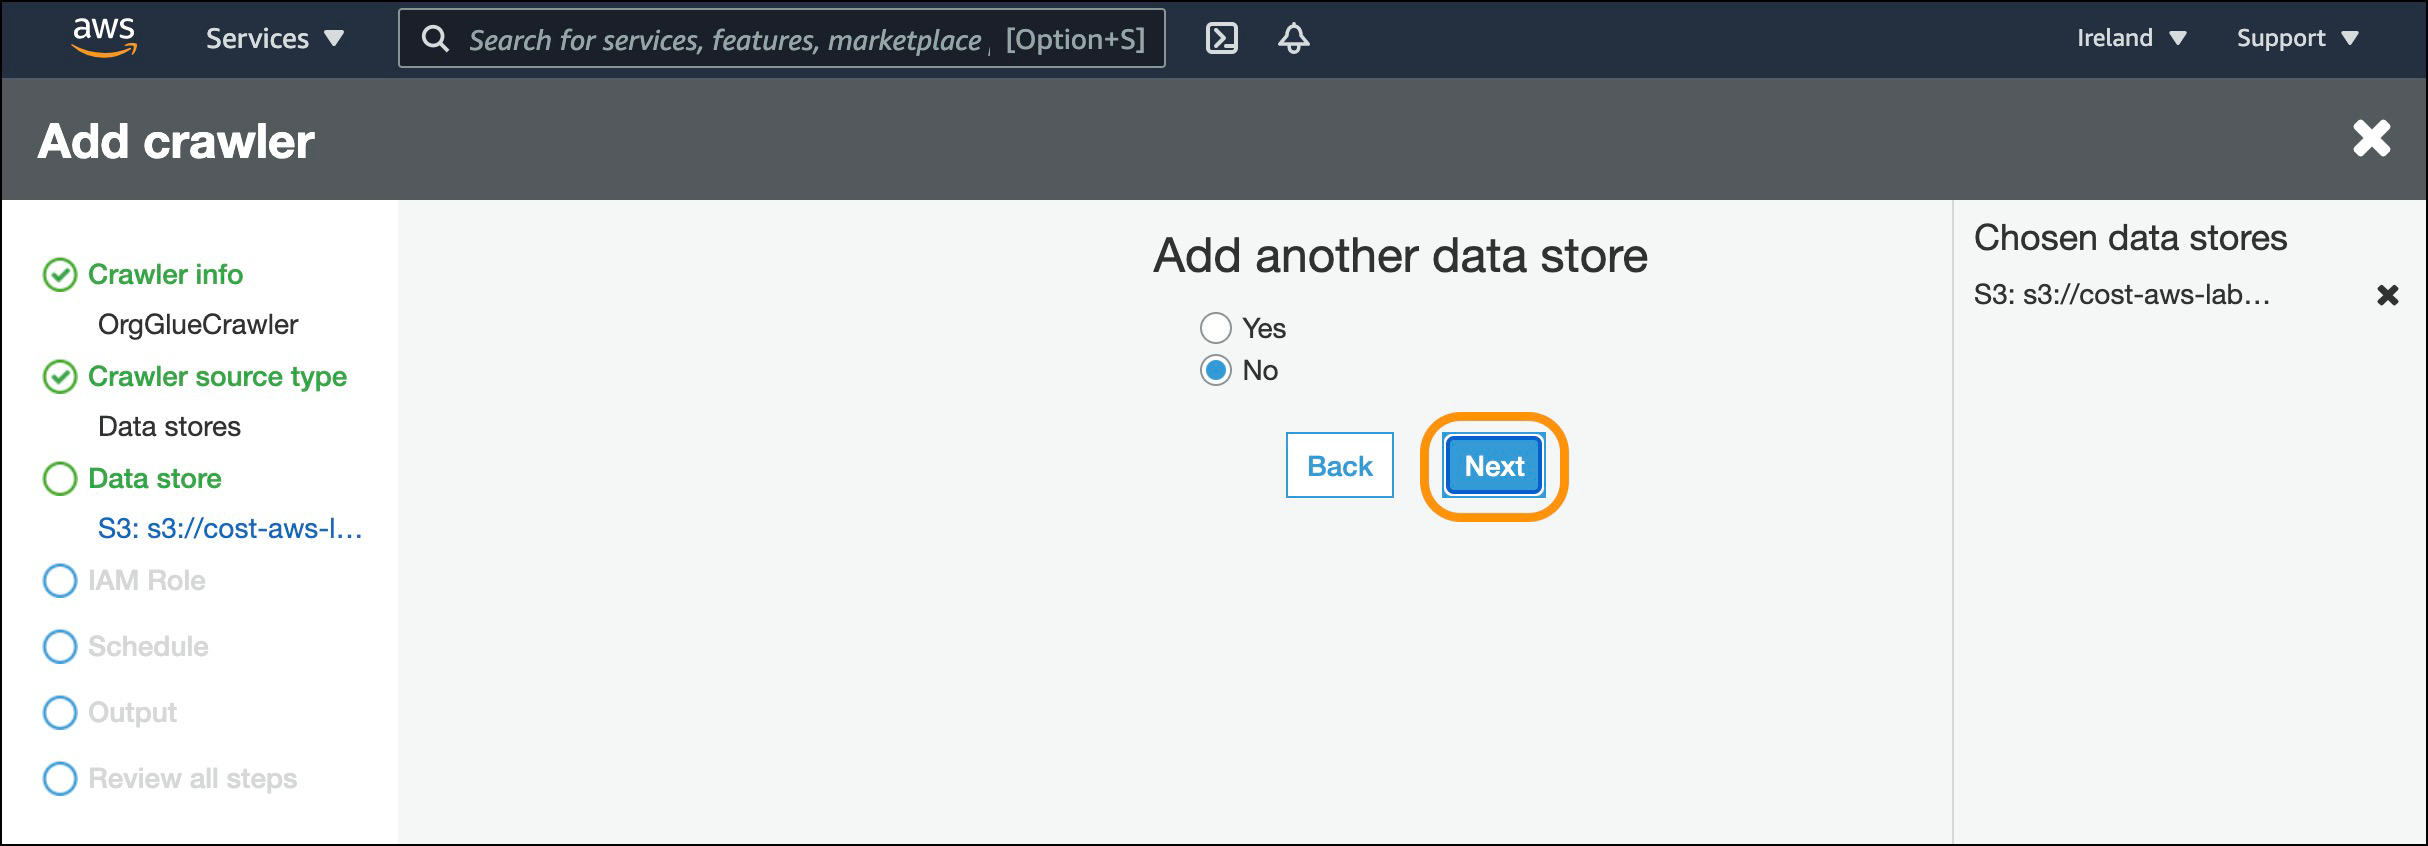 aws
Services
Search for services, features, marketplace
[Option+S]
Ireland
Support
Add crawler
Crawler info
OrgGlueCrawler
Crawler source type
Data stores
Data store
S3: s3://cost-aws-l...
IAM Role
Schedule
Output
Review all steps
Add another data store
Yes
No
Back
Next
Chosen data stores
S3: s3://cost-aws-lab...